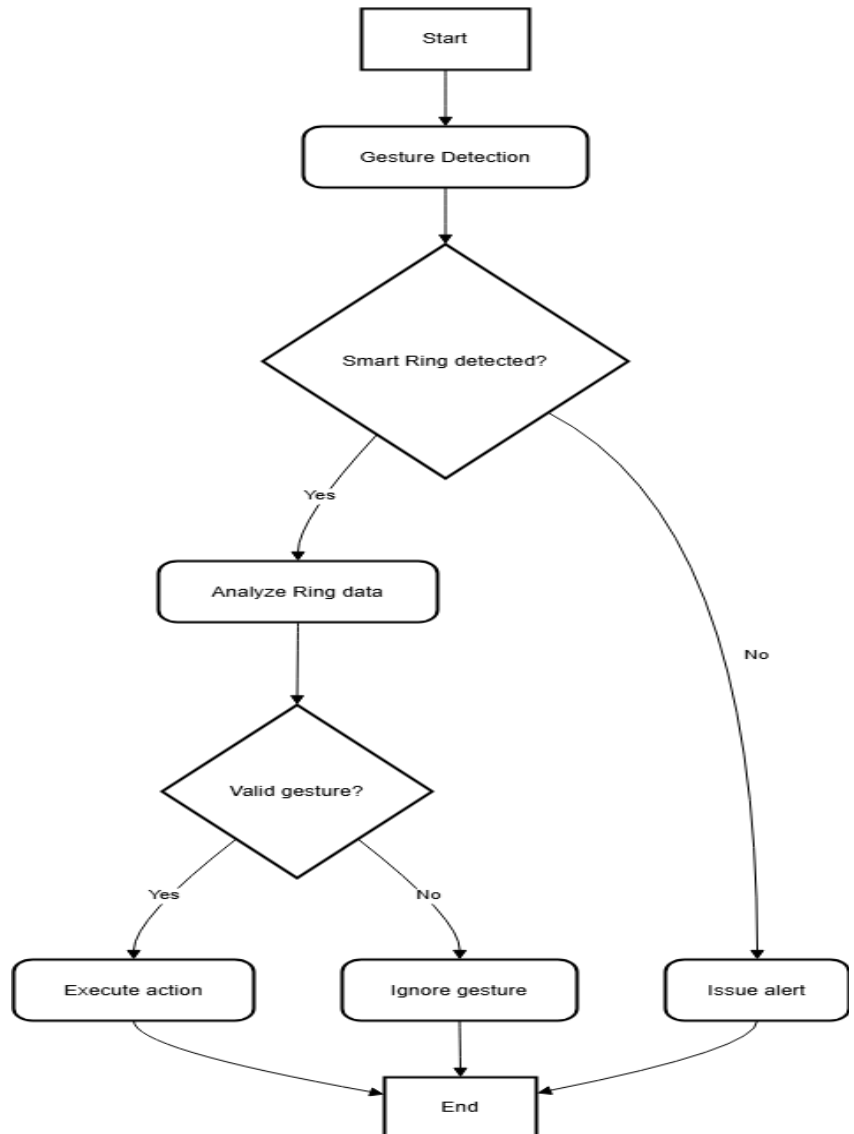 Start
Gesture Detection
Smart Ring detected?
Yes
Analyze Ring data
No
Valid gesture?
Yes
No
Execute action
Ignore gesture
Issue alert
End